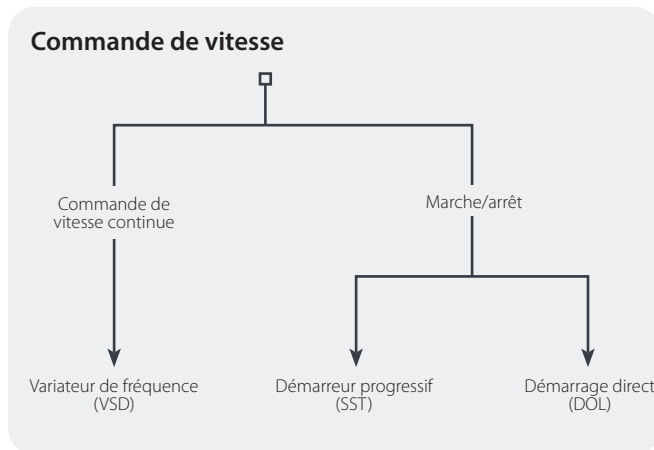 Commande de vitesse
Commande de
vitesse continue
Marche/arrêt
Variateur de fréquence
(VSD)
Démarreur progressif
(SST)
Démarrage direct
(DOL)